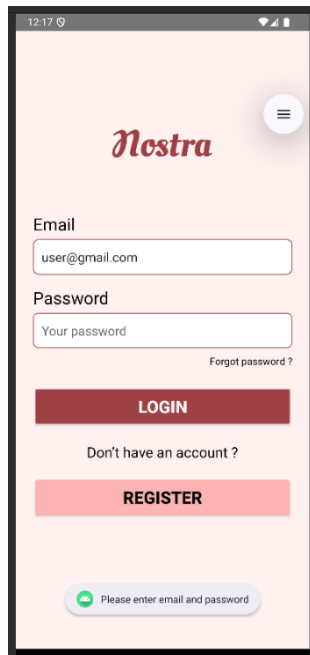 12:17
Nostra
Email
user@gmail.com
Password
Your password
Forgot password ?
LOGIN
Don't have an account ?
REGISTER
Please enter email and password